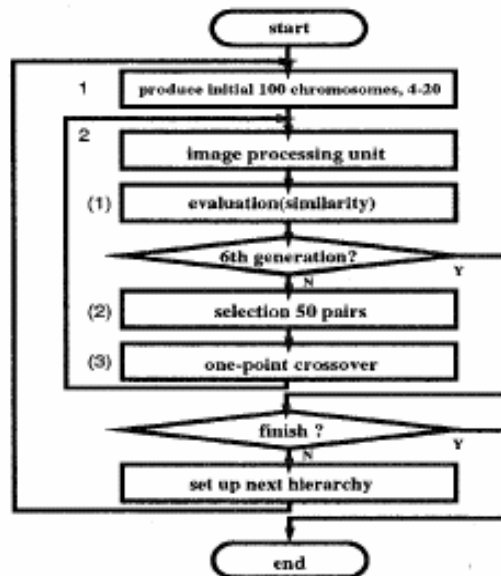 start
1 produce initial 100 chromosomes, 4-20
2
image processing unit
(1) evaluation(similarity)
6th generation?
Y
N
(2) selection 50 pairs
(3) one-point crossover
finish ?
Y
N
set up next hierarchy
end